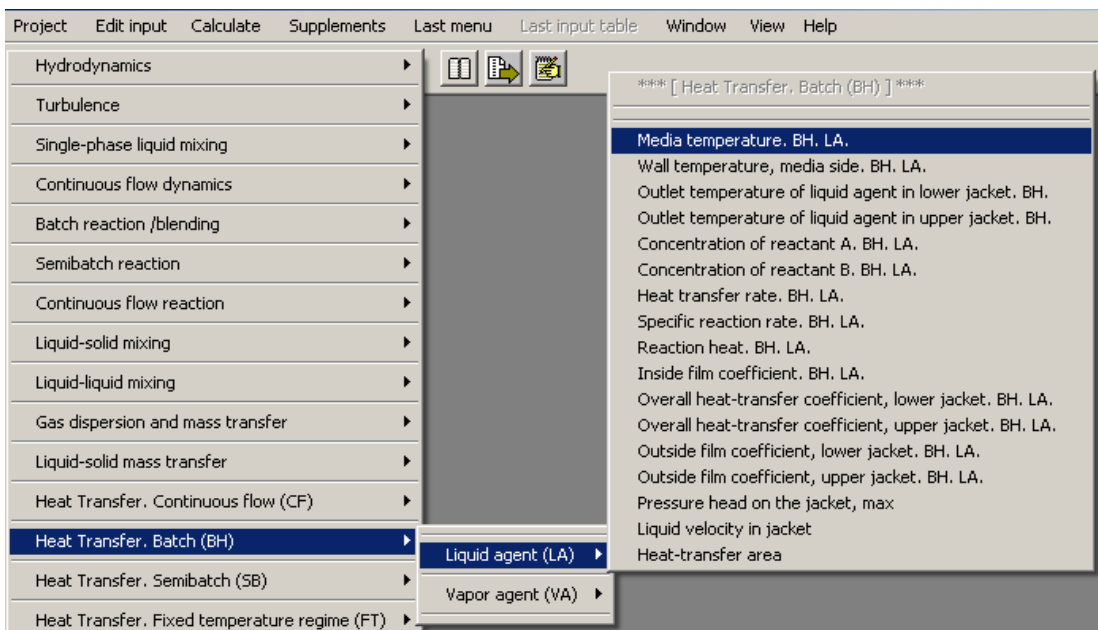 Project Edit input Calculate Supplements Last menu Last input table Window View Help
Hydrodynamics
Turbulence
Single-phase liquid mixing
Continuous flow dynamics
Batch reaction /blending
Semibatch reaction
Continuous flow reaction
Liquid-solid mixing
Liquid-liquid mixing
Gas dispersion and mass transfer
Liquid-solid mass transfer
Heat Transfer. Continuous flow (CF)
Heat Transfer. Batch (BH)
Heat Transfer. Semibatch (SB)
Heat Transfer. Fixed temperature regime (FT)
Liquid agent (LA)
Vapor agent (VA)
*** [ Heat Transfer. Batch (BH) ] ***
Media temperature. BH. LA.
Wall temperature, media side. BH. LA.
Outlet temperature of liquid agent in lower jacket. BH.
Outlet temperature of liquid agent in upper jacket. BH.
Concentration of reactant A. BH. LA.
Concentration of reactant B. BH. LA.
Heat transfer rate. BH. LA.
Specific reaction rate. BH. LA.
Reaction heat. BH. LA.
Inside film coefficient. BH. LA.
Overall heat-transfer coefficient, lower jacket. BH. LA.
Overall heat-transfer coefficient, upper jacket. BH. LA.
Outside film coefficient, lower jacket. BH. LA.
Outside film coefficient, upper jacket. BH. LA.
Pressure head on the jacket, max
Liquid velocity in jacket
Heat-transfer area